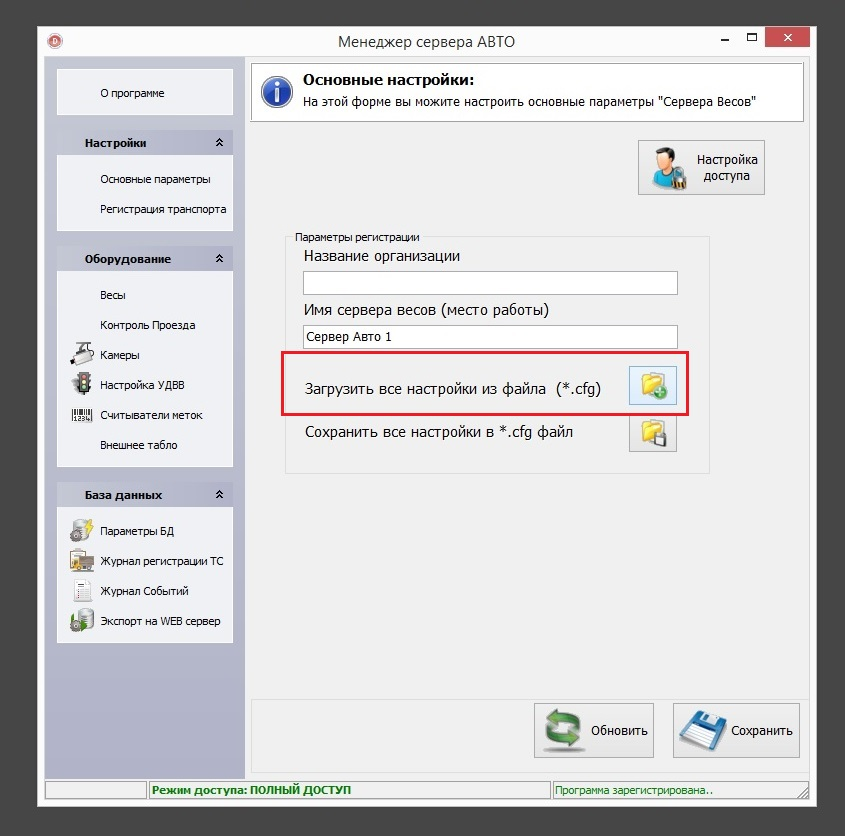 Менеджер сервера АВТО
О программе
Настройки
Основные параметры
Регистрация транспорта
Оборудование
Весы
Контроль Проезда
Камеры
Настройка УДВВ
Считыватели меток
Внешнее табло
База данных
Параметры БД
Журнал регистрации ТС
Журнал Событий
Экспорт на WEB сервер
Основные настройки:
На этой форме вы можите настроить основные параметры "Сервера Весов"
Настройка
доступа
Параметры регистрации
Название организации
Имя сервера весов (место работы)
Сервер Авто 1
Загрузить все настройки из файла (*.cfg)
Сохранить все настройки в *.cfg файл
Обновить
Сохранить
Режим доступа: ПОЛНЫЙ ДОСТУП
Программа зарегистрирована..